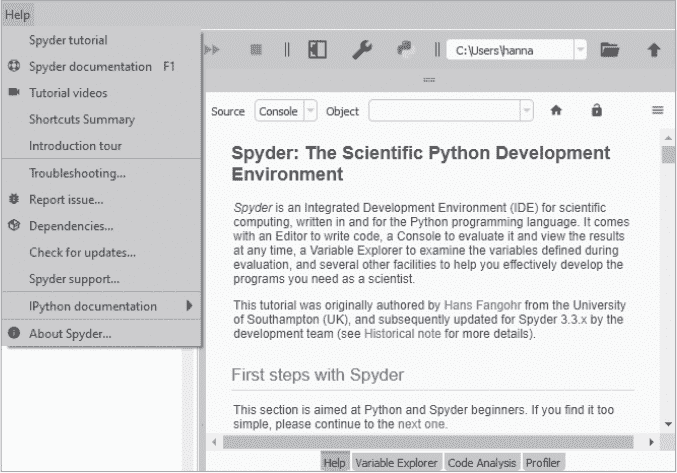 Help
Spyder tutorial
Spyder documentation F1
Tutorial videos
Shortcuts Summary
Introduction tour
Troubleshooting...
Report issue...
Dependencies...
Check for updates...
Spyder support...
IPython documentation
About Spyder...
C:\Users\hanna
Source Console Object
Spyder: The Scientific Python Development
Environment
Spyder is an Integrated Development Environment (IDE) for scientific
computing, written in and for the Python programming language. It comes
with an Editor to write code, a Console to evaluate it and view the results
at any time, a Variable Explorer to examine the variables defined during
evaluation, and several other facilities to help you effectively develop the
programs you need as a scientist.
This tutorial was originally authored by Hans Fangohr from the University
of Southampton (UK), and subsequently updated for Spyder 3.3.x by the
development team (see Historical note for more details).
First steps with Spyder
This section is aimed at Python and Spyder beginners. If you find it too
simple, please continue to the next one.
Help Variable Explorer Code Analysis Profiler